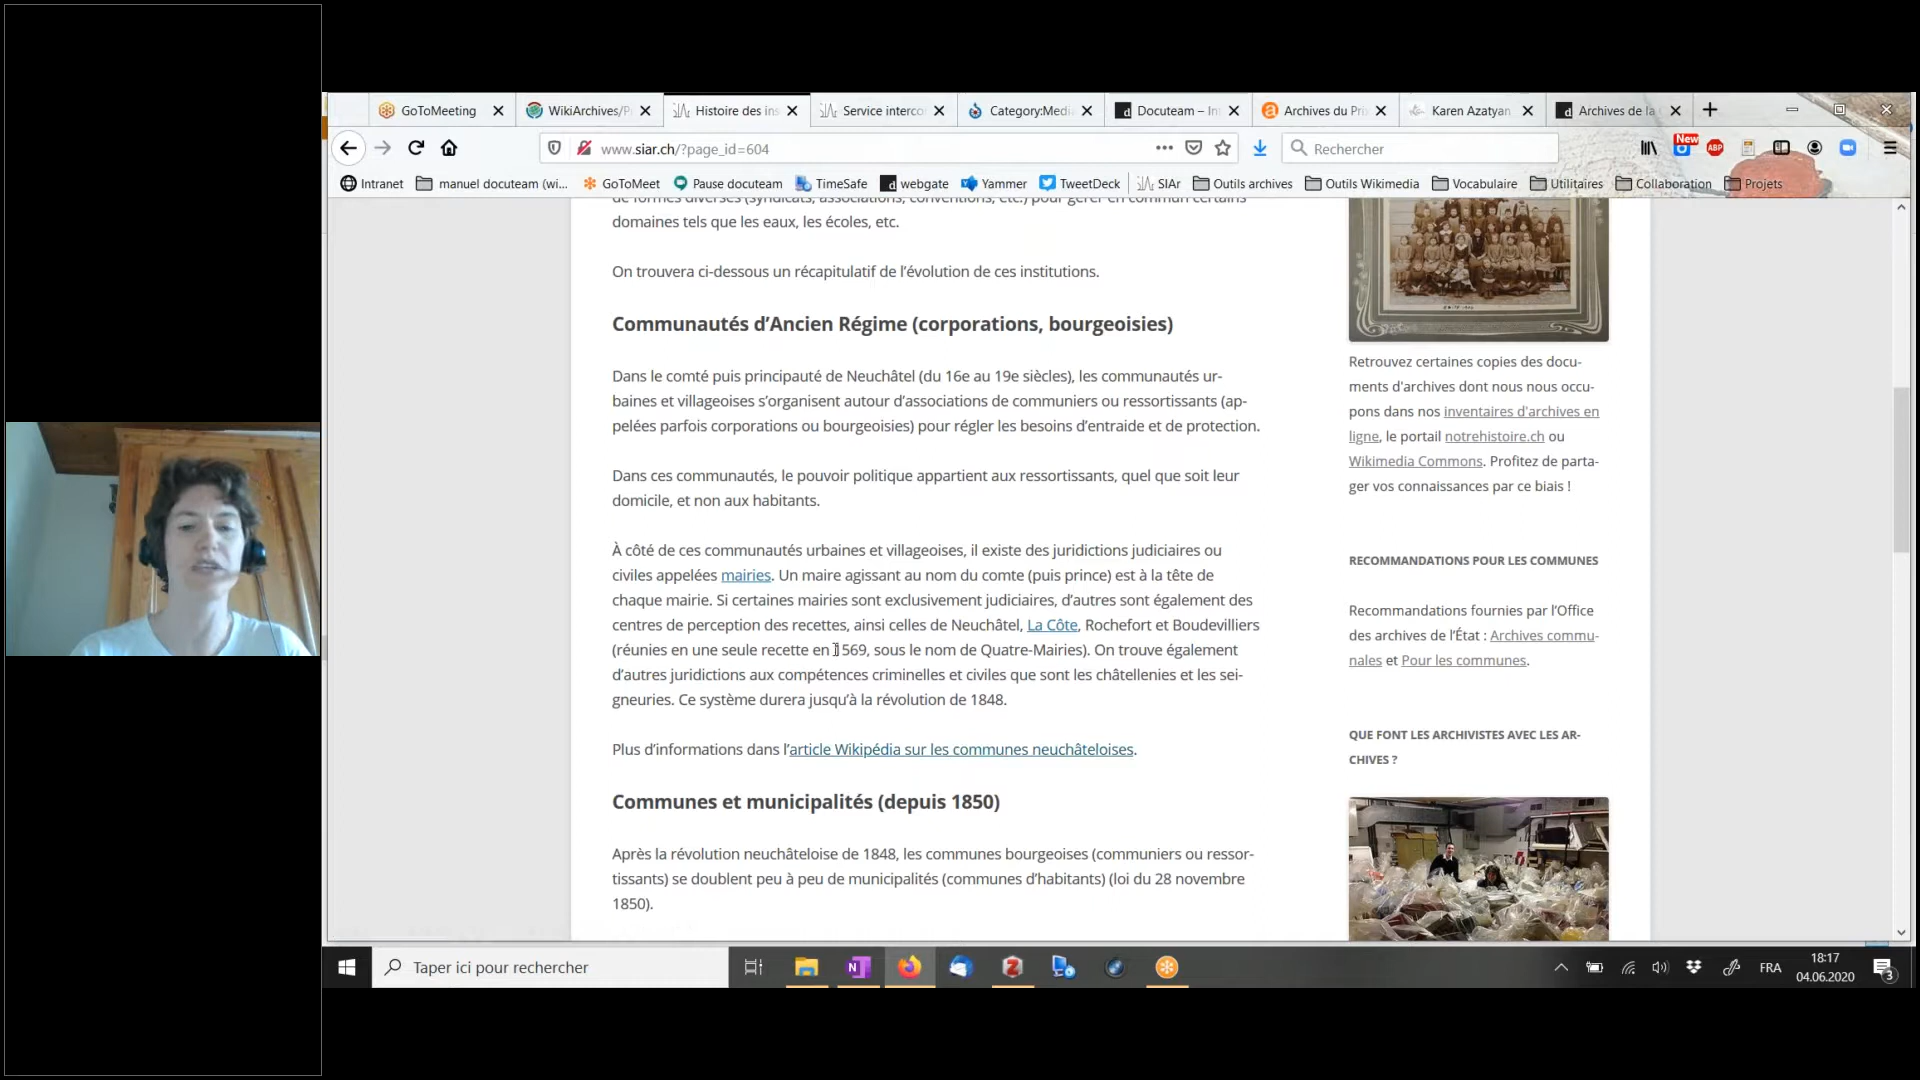 GoToMeeting
WikiArchives/P
Histoire des ins
Service interco
Category:Medi
Docuteam – In
Archives du Pri
Karen Azatyan
Archives de la
www.siar.ch/?page_id=604
Rechercher
New
ABP
Intranet
manuel docuteam (wi...
GoToMeet
Pause docuteam
TimeSafe
webgate
Yammer
TweetDeck
SIAr
Outils archives
Outils Wikimedia
Vocabulaire
Utilitaires
Collaboration
Projets
de formes diverses (syndicats, associations, conventions, etc.) pour gérer en commun certains
domaines tels que les eaux, les écoles, etc.
On trouvera ci-dessous un récapitulatif de l’évolution de ces institutions.
Communautés d’Ancien Régime (corporations, bourgeoisies)
Dans le comté puis principauté de Neuchâtel (du 16e au 19e siècles), les communautés ur-
baines et villageoises s’organisent autour d’associations de communiers ou ressortissants (ap-
pelées parfois corporations ou bourgeoisies) pour régler les besoins d’entraide et de protection.
Dans ces communautés, le pouvoir politique appartient aux ressortissants, quel que soit leur
domicile, et non aux habitants.
À côté de ces communautés urbaines et villageoises, il existe des juridictions judiciaires ou
civiles appelées mairies. Un maire agissant au nom du comte (puis prince) est à la tête de
chaque mairie. Si certaines mairies sont exclusivement judiciaires, d’autres sont également des
centres de perception des recettes, ainsi celles de Neuchâtel, La Côte, Rochefort et Boudevilliers
(réunies en une seule recette en 1569, sous le nom de Quatre-Mairies). On trouve également
d’autres juridictions aux compétences criminelles et civiles que sont les châtellenies et les sei-
gneuries. Ce système durera jusqu’à la révolution de 1848.
Plus d’informations dans l’article Wikipédia sur les communes neuchâteloises.
Communes et municipalités (depuis 1850)
Après la révolution neuchâteloise de 1848, les communes bourgeoises (communiers ou ressor-
tissants) se doublent peu à peu de municipalités (communes d’habitants) (loi du 28 novembre
1850).
Retrouvez certaines copies des docu-
ments d'archives dont nous nous occu-
pons dans nos inventaires d'archives en
ligne, le portail notrehistoire.ch ou
Wikimedia Commons. Profitez de parta-
ger vos connaissances par ce biais !
RECOMMANDATIONS POUR LES COMMUNES
Recommandations fournies par l’Office
des archives de l’État : Archives commu-
nales et Pour les communes.
QUE FONT LES ARCHIVISTES AVEC LES AR-
CHIVES ?
Taper ici pour rechercher
FRA
18:17
04.06.2020
3